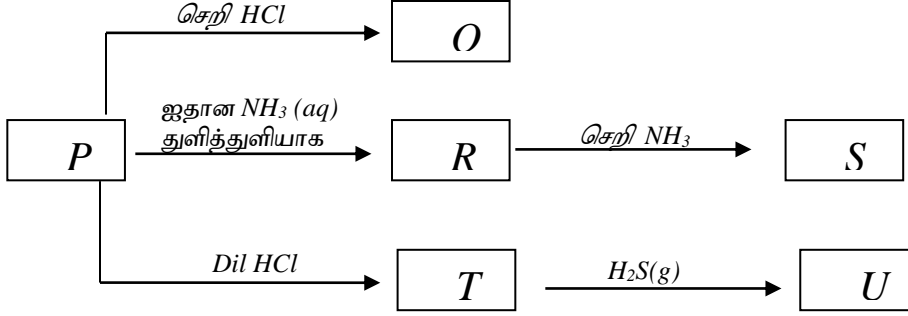 செறி HCl
Q
ஐதான NH₃ (aq)
துளித்துளியாக
P
R
செறி NH₃
S
Dil HCl
T
H₂S(g)
U